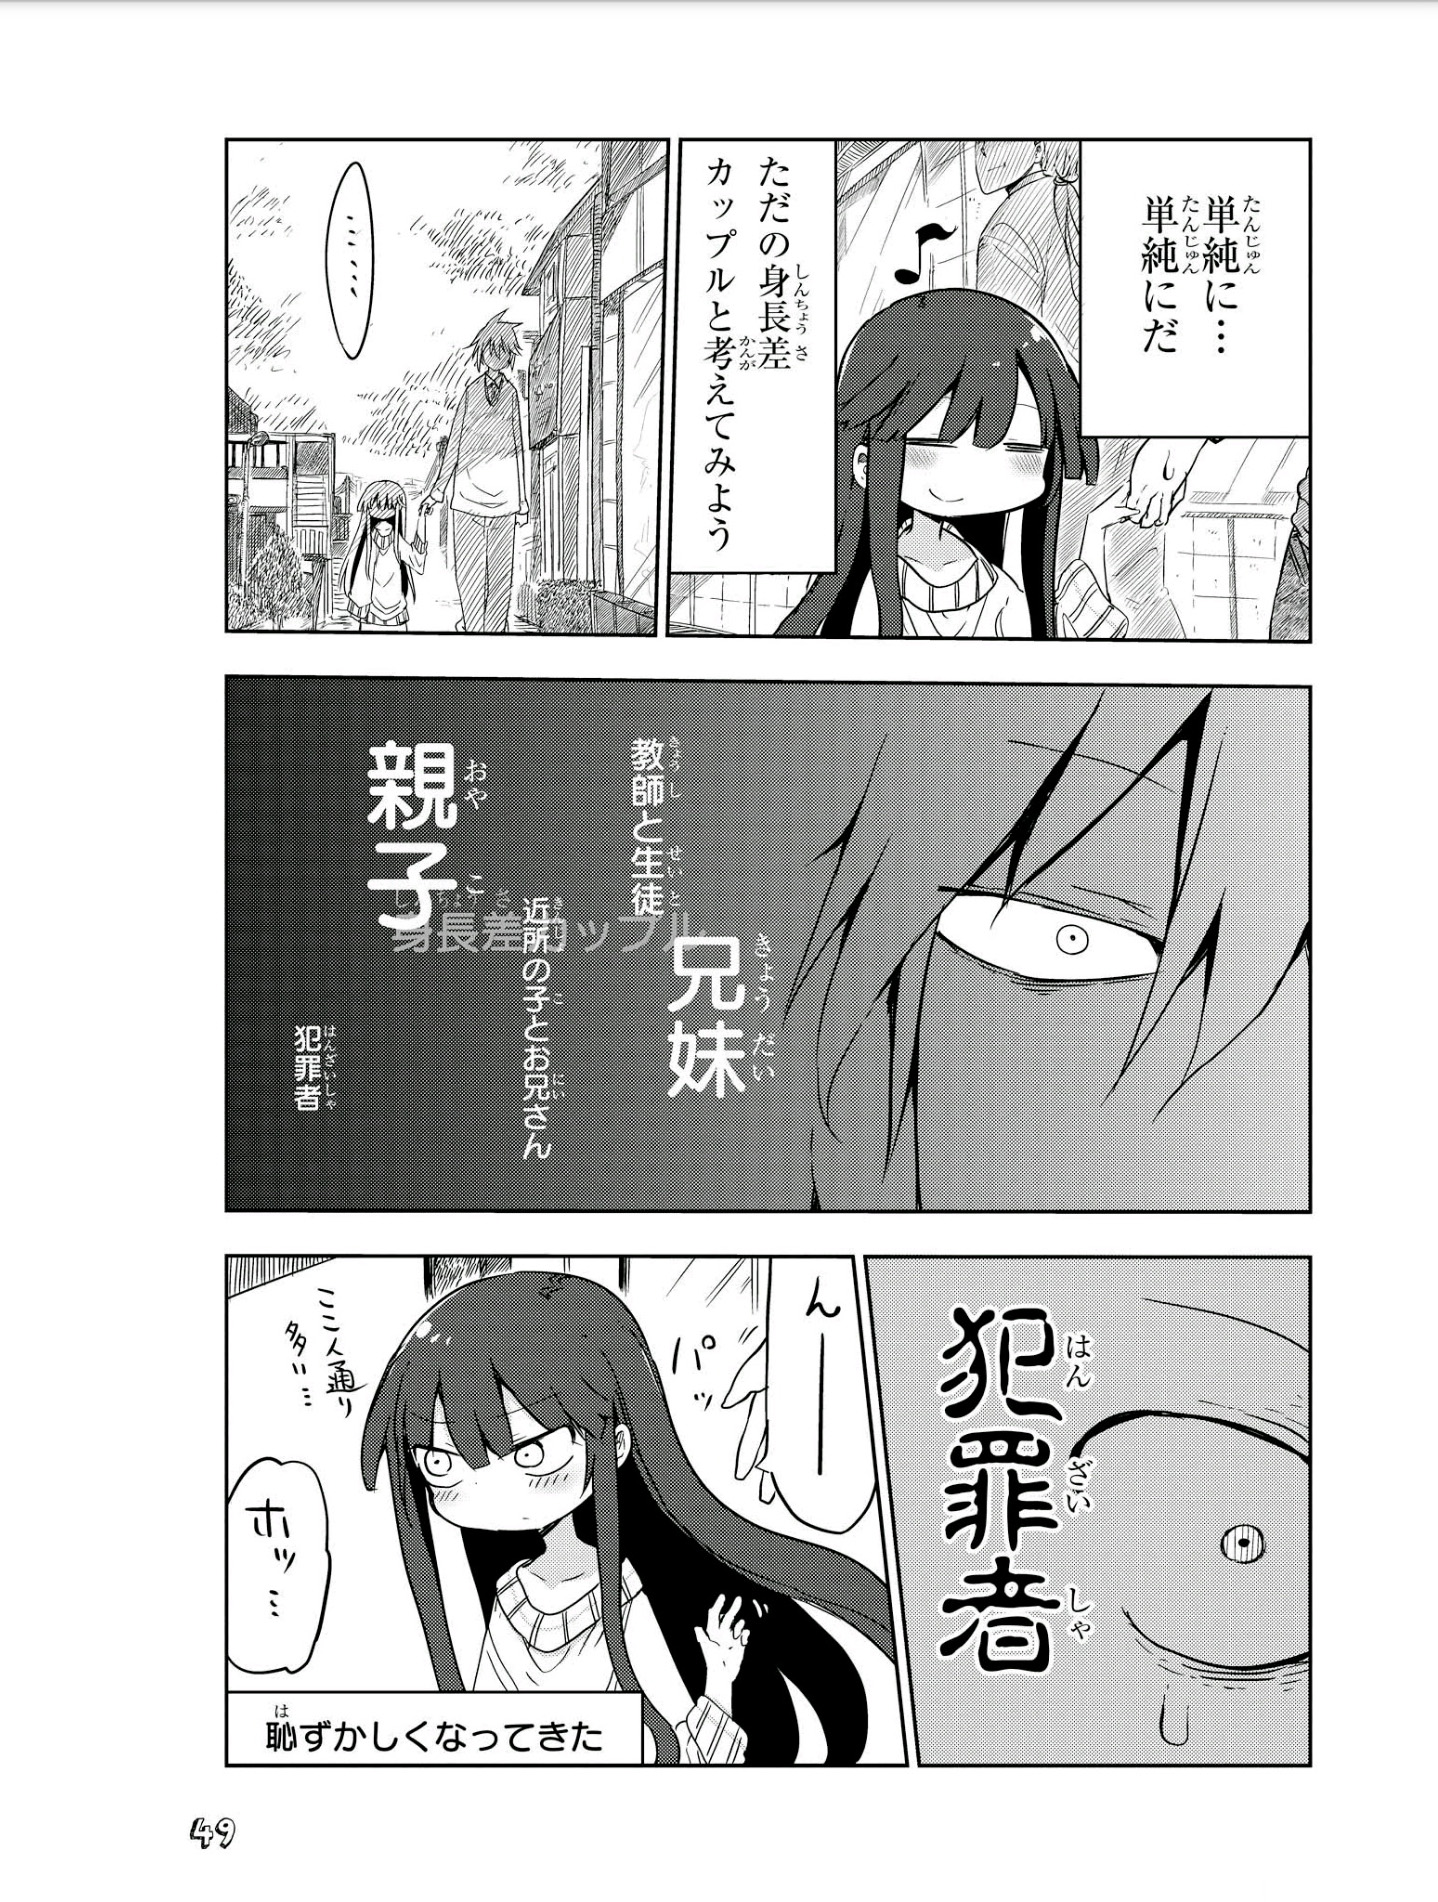 単純に…
単純にだ
ただの身長差
カップルと考えてみよう
♪
……
兄妹
教師と生徒
身長差カップル
近所の子とお兄さん
親子
犯罪者
犯罪者
んー
パッ
ここ人通り
多い…
ホッ…
恥ずかしくなってきた
49